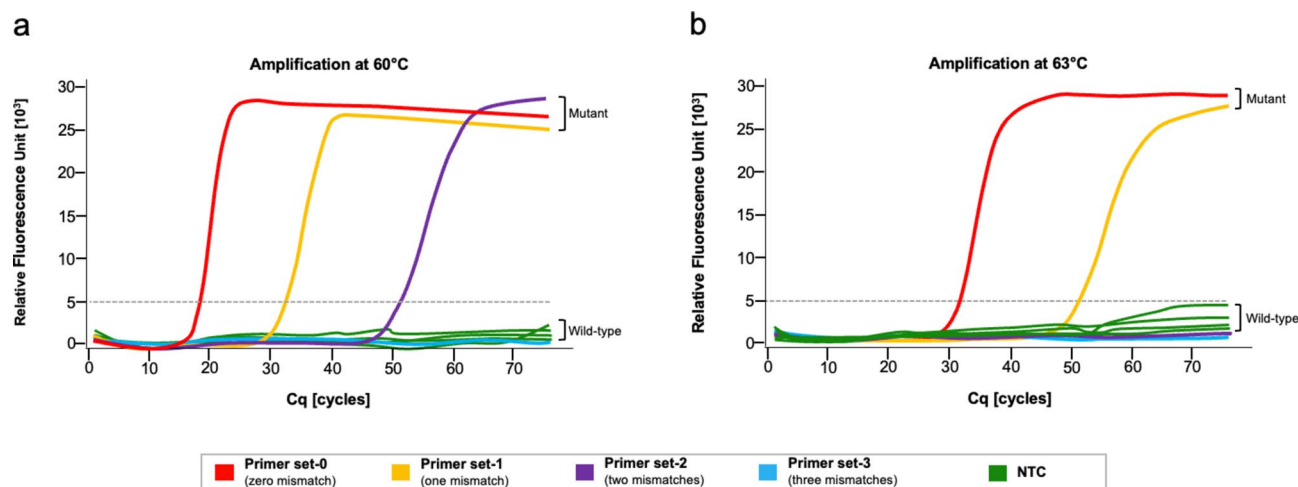 a
Amplification at 60°C
Relative Fluorescence Unit [10³]
30
25
20
15
10
5
0
Mutant
Wild-type
0 10 20 30 40 50 60 70
Cq [cycles]
b
Amplification at 63°C
Relative Fluorescence Unit [10³]
30
25
20
15
10
5
0
Mutant
Wild-type
0 10 20 30 40 50 60 70
Cq [cycles]
Primer set-0
(zero mismatch)
Primer set-1
(one mismatch)
Primer set-2
(two mismatches)
Primer set-3
(three mismatches)
NTC